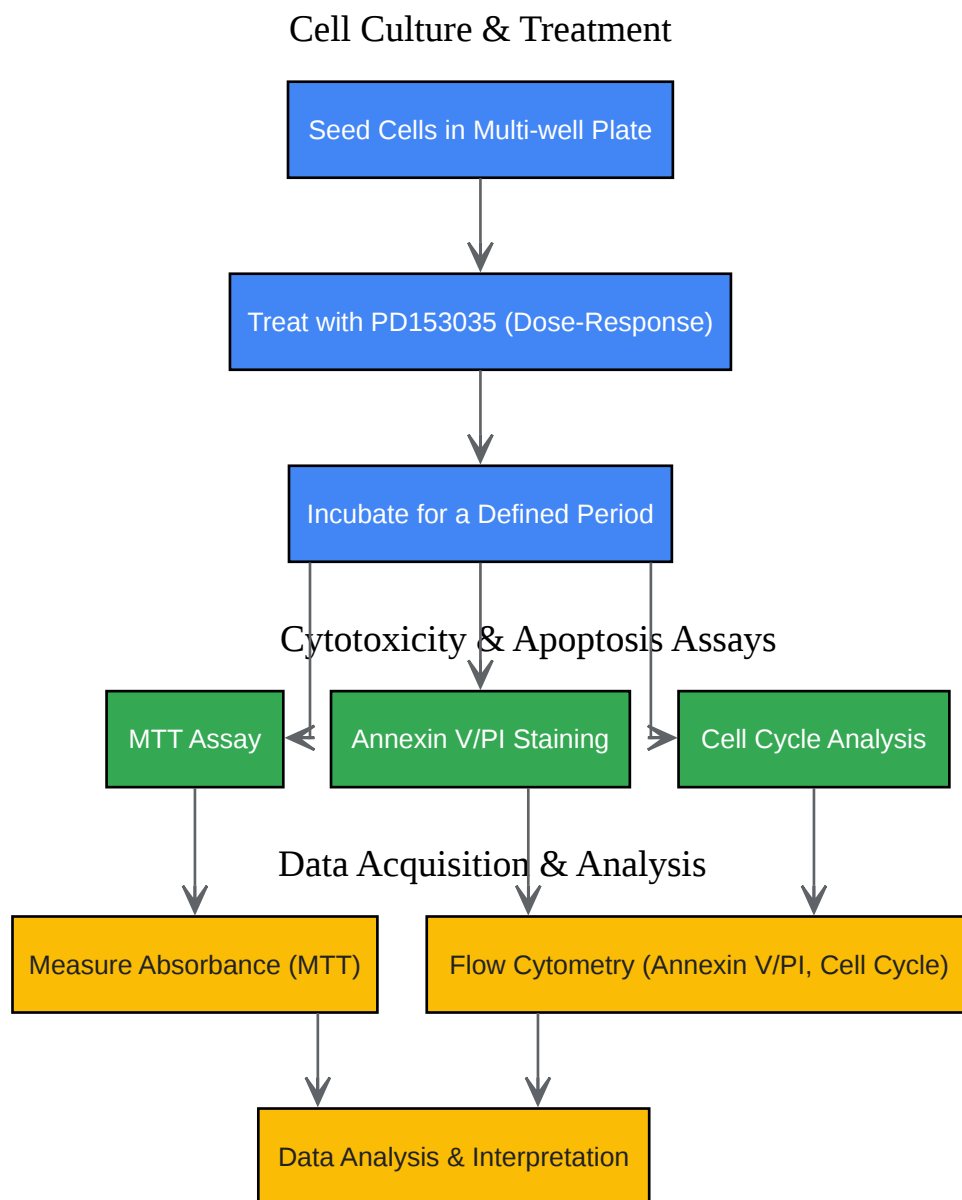 Cell Culture & Treatment
Seed Cells in Multi-well Plate
Treat with PD153035 (Dose-Response)
Incubate for a Defined Period
Cytotoxicity & Apoptosis Assays
MTT Assay
Annexin V/PI Staining
Cell Cycle Analysis
Data Acquisition & Analysis
Measure Absorbance (MTT)
Flow Cytometry (Annexin V/PI, Cell Cycle)
Data Analysis & Interpretation